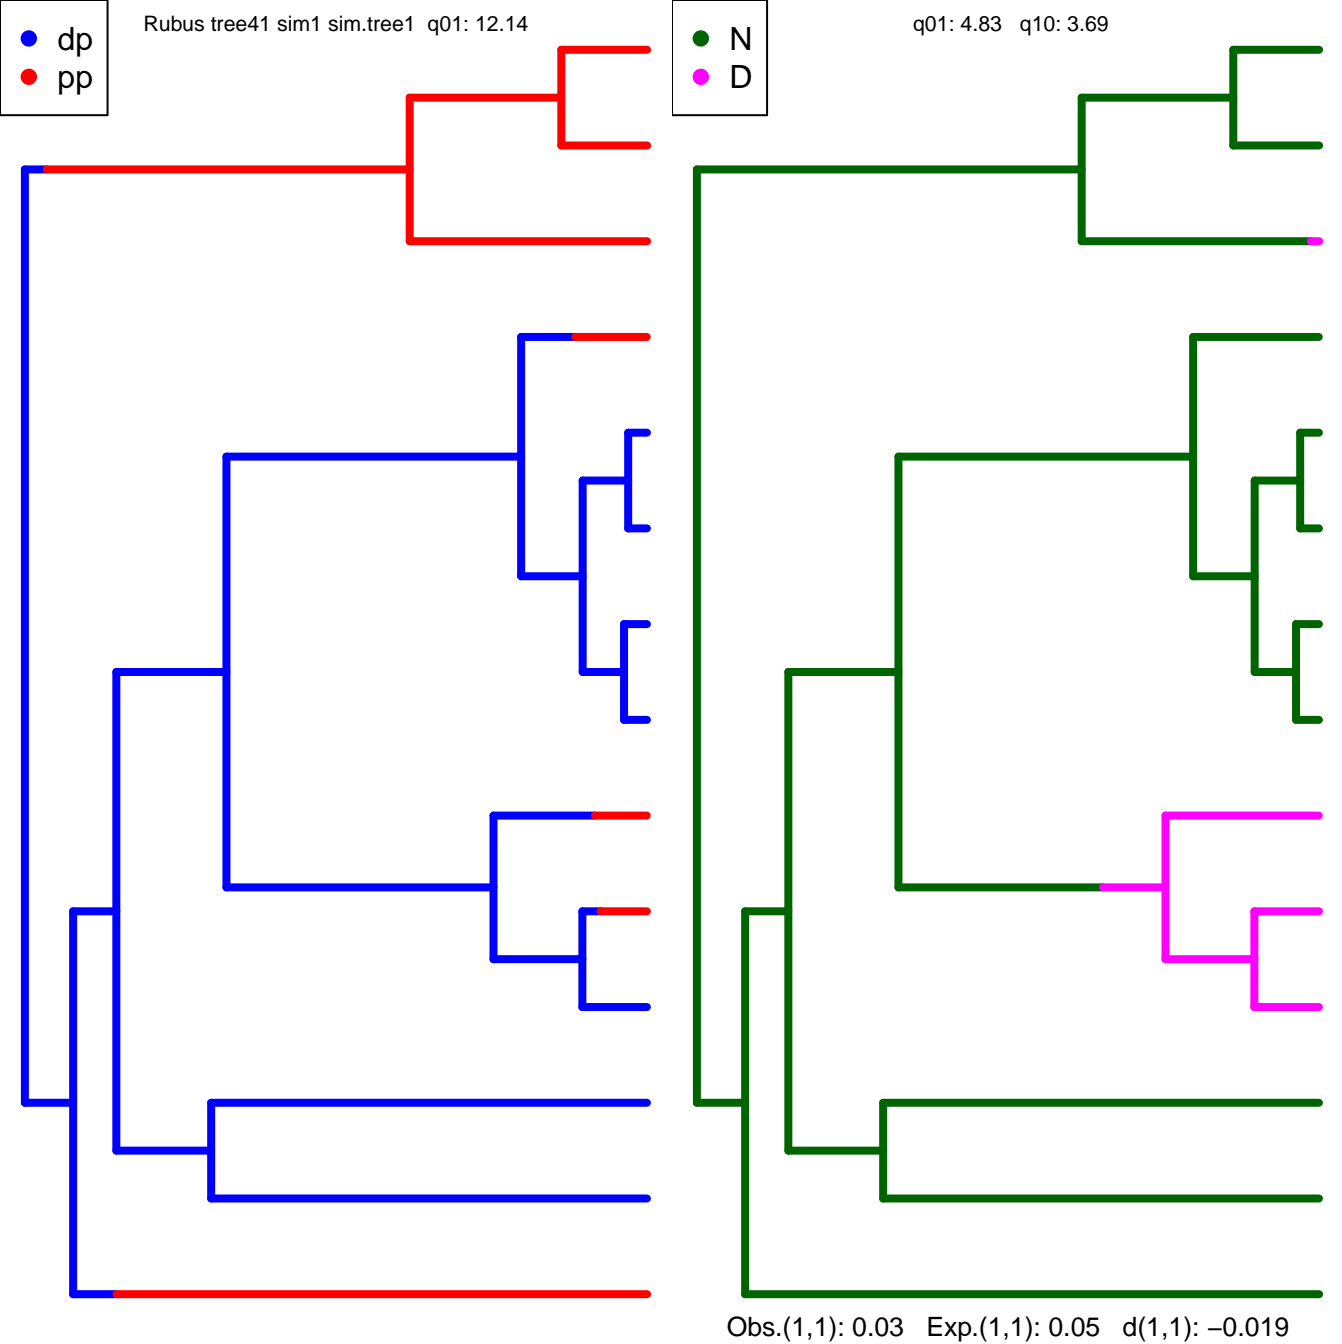 Rubus tree41 sim1 sim.tree1 q01: 12.14
dp
pp
q01: 4.83 q10: 3.69
N
D
Obs.(1,1): 0.03 Exp.(1,1): 0.05 d(1,1): −0.019